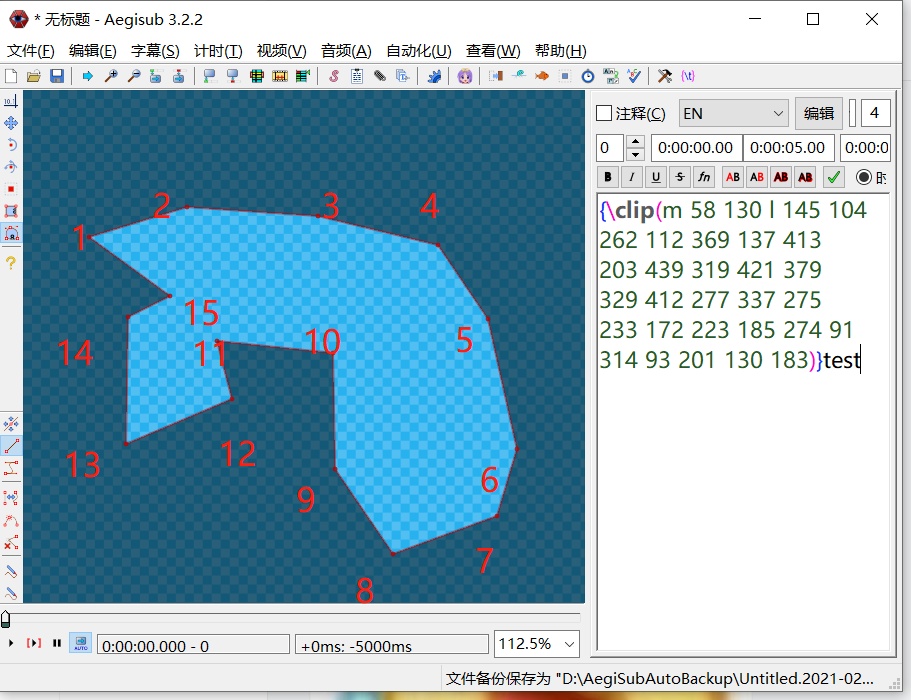 * 无标题 - Aegisub 3.2.2
文件(F) 编辑(E) 字幕(S) 计时(T) 视频(V) 音频(A) 自动化(U) 查看(W) 帮助(H)
注释(C) EN 编辑 4
0 0:00:00.00 0:00:05.00 0:00:0
B I U S fn AB AB AB AB 时
{\clip(m 58 130 l 145 104
262 112 369 137 413
203 439 319 421 379
329 412 277 337 275
233 172 223 185 274 91
314 93 201 130 183)}test
1
2
3
4
5
6
7
8
9
10
11
12
13
14
15
AUTO 0:00:00.000 - 0 +0ms: -5000ms 112.5%
文件备份保存为 "D:\AegiSubAutoBackup\Untitled.2021-02...